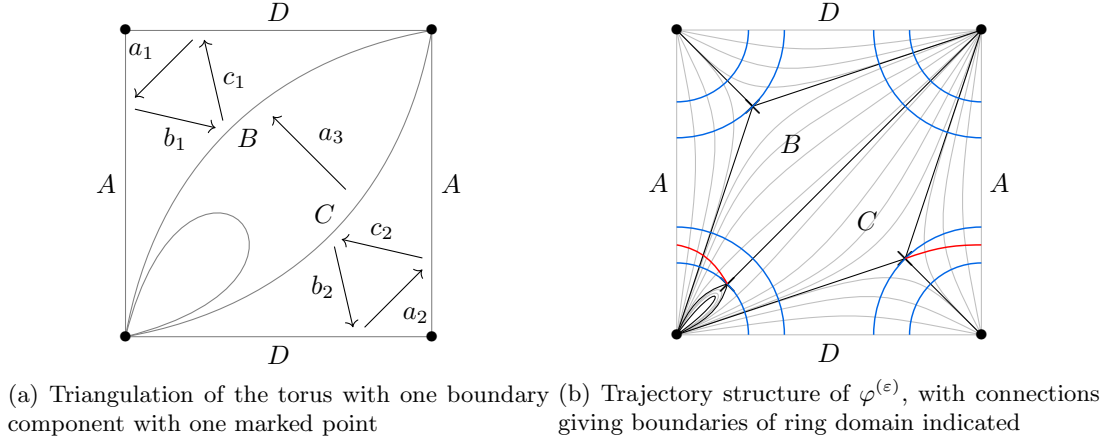 D
D
a₁
c₁
b₁
B
a₃
B
A
A
A
A
C
C
c₂
b₂
a₂
D
D
(a) Triangulation of the torus with one boundary component with one marked point
(b) Trajectory structure of φ^(ε), with connections giving boundaries of ring domain indicated